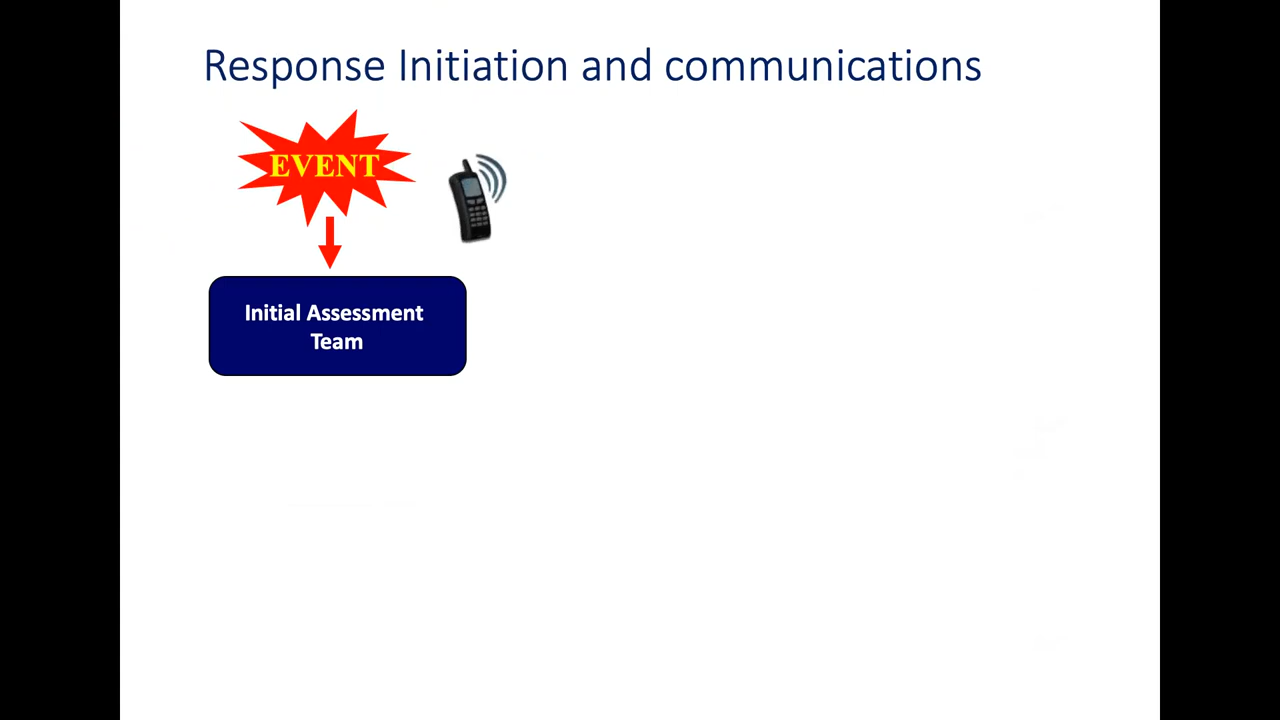 Response Initiation and communications
EVENT
Initial Assessment
Team